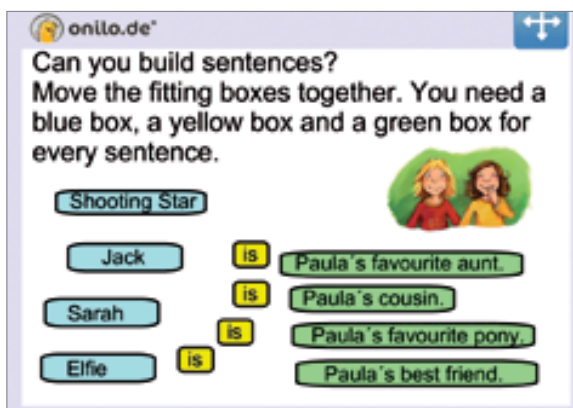 onilo.de®
Can you build sentences?
Move the fitting boxes together. You need a
blue box, a yellow box and a green box for
every sentence.
Shooting Star
Jack is Paula´s favourite aunt.
Sarah is Paula´s cousin.
is Paula´s favourite pony.
Elfie is Paula´s best friend.